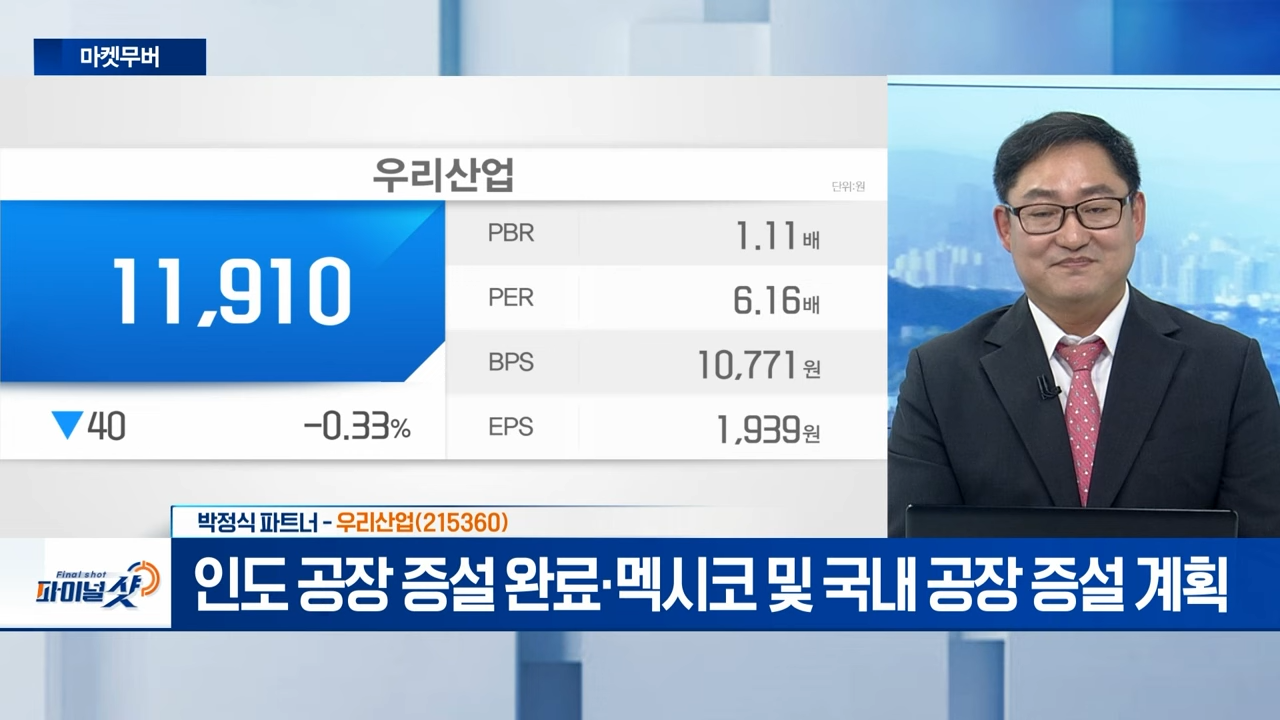 마켓무버
우리산업
단위:원
11,910
▼40 -0.33%
PBR 1.11배
PER 6.16배
BPS 10,771원
EPS 1,939원
박정식 파트너 - 우리산업(215360)
Final shot
파이널샷
인도 공장 증설 완료·멕시코 및 국내 공장 증설 계획